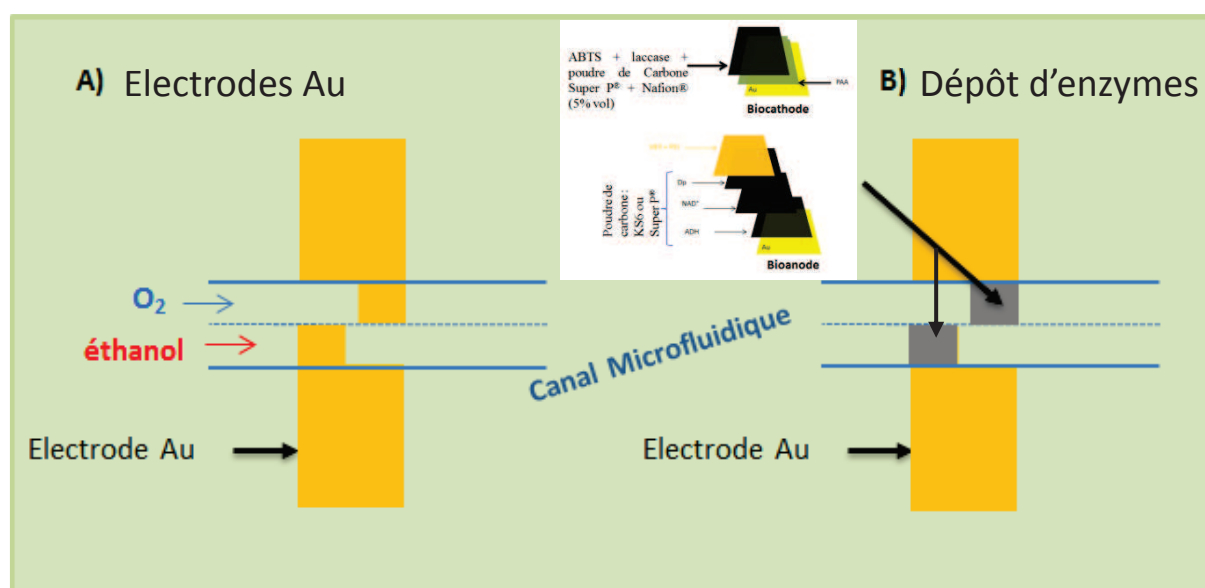 A) Electrodes Au
ABTS + laccase +
poudre de Carbone
Super P® + Nafion®
(5% vol)
Au
PAA
Biocathode
Dp
NAD⁺
ADH
Poudre de
carbone :
KS6 ou
Super P®
Au
Bioanode
B) Dépôt d'enzymes
O₂
éthanol
Canal Microfluidique
Electrode Au
Electrode Au